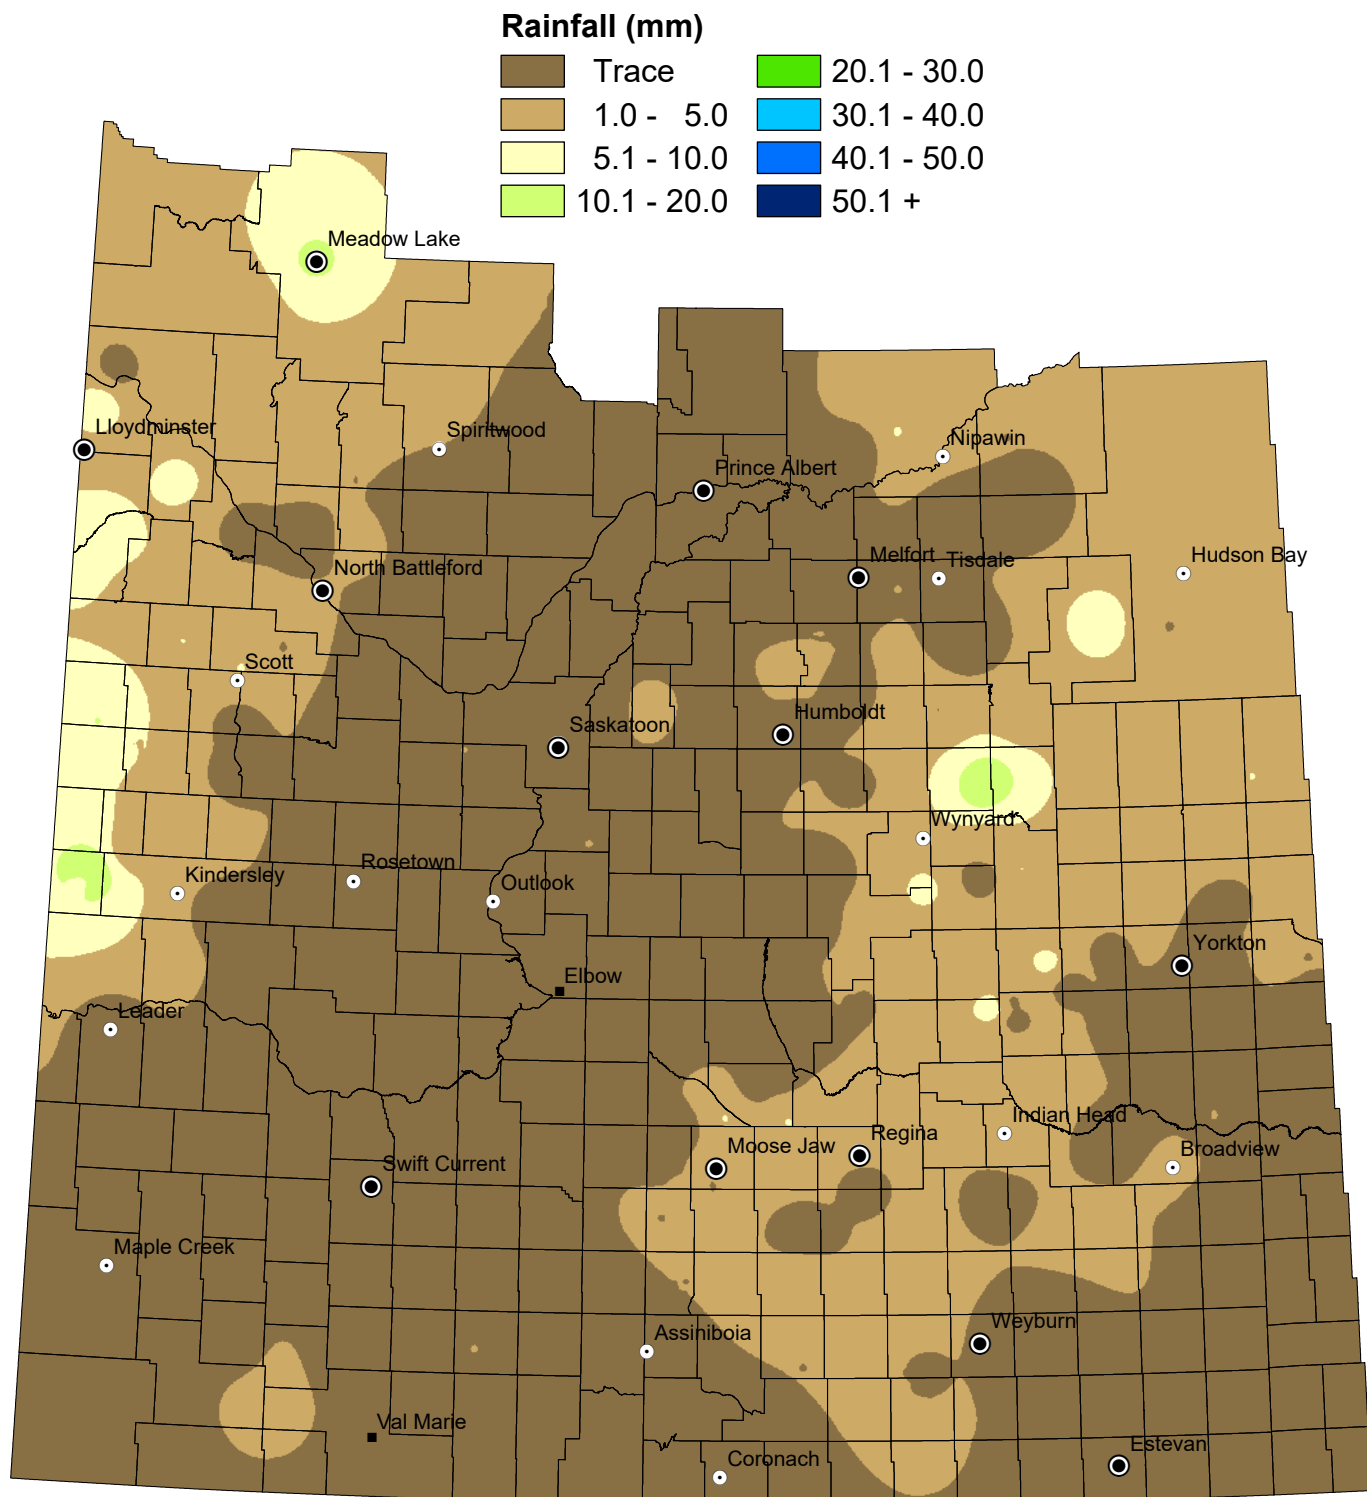 Rainfall (mm)
Trace
20.1 - 30.0
1.0 - 5.0
30.1 - 40.0
5.1 - 10.0
40.1 - 50.0
10.1 - 20.0
50.1 +
Meadow Lake
Lloydminster
Spiritwood
Nipawin
Prince Albert
North Battleford
Melfort
Tisdale
Hudson Bay
Scott
Saskatoon
Humboldt
Wynyard
Kindersley
Rosetown
Outlook
Yorkton
Elbow
Leader
Indian Head
Regina
Moose Jaw
Broadview
Swift Current
Maple Creek
Weyburn
Assiniboia
Val Marie
Estevan
Coronach